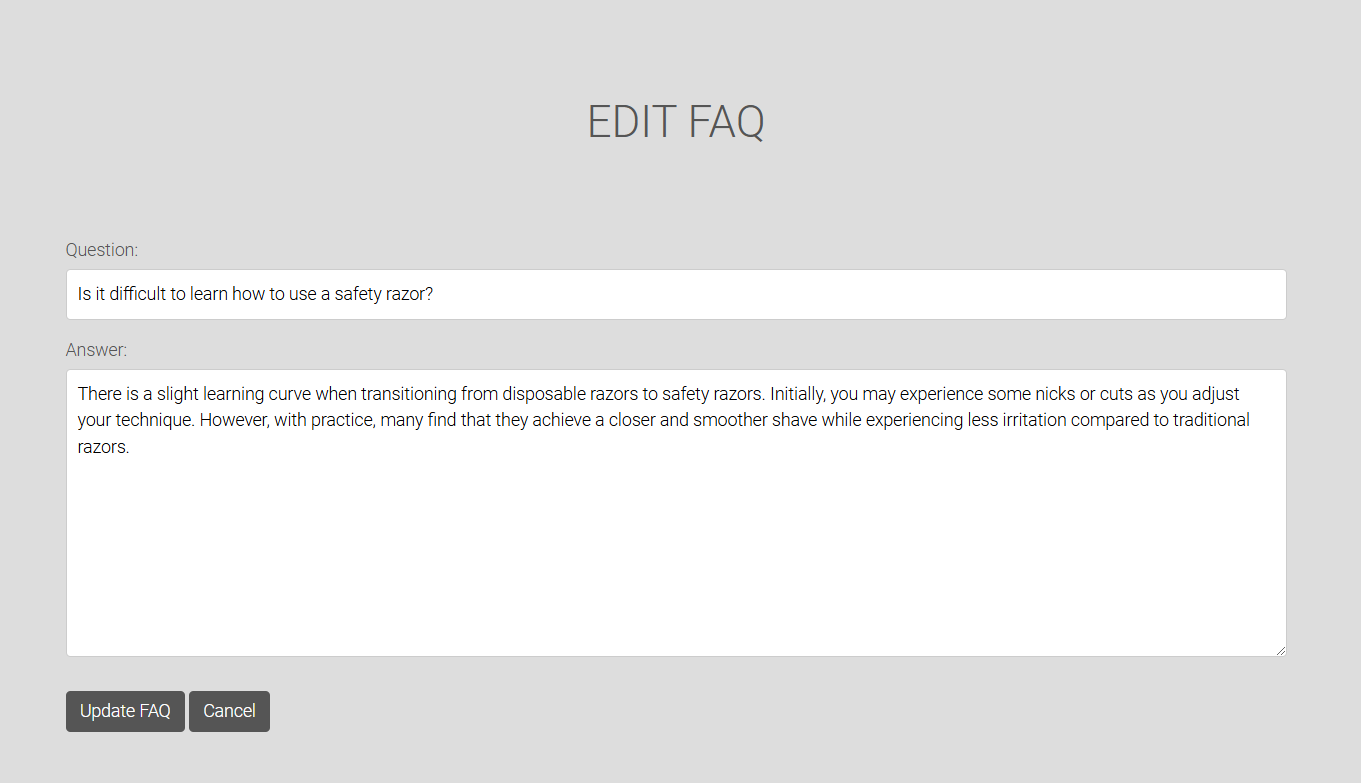 EDIT FAQ
Question:
Is it difficult to learn how to use a safety razor?
Answer:
There is a slight learning curve when transitioning from disposable razors to safety razors. Initially, you may experience some nicks or cuts as you adjust
your technique. However, with practice, many find that they achieve a closer and smoother shave while experiencing less irritation compared to traditional
razors.
Update FAQ Cancel